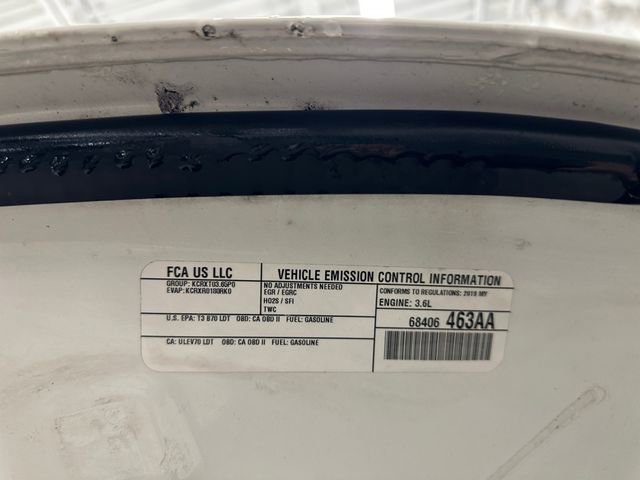 FCA US LLC
GROUP: KCRXT03.65P0
EVAP: KCRXR0180RK0
VEHICLE EMISSION CONTROL INFORMATION
NO ADJUSTMENTS NEEDED
EGR / EGRC
HO2S / SFI
TWC
CONFORMS TO REGULATIONS: 2019 MY
ENGINE: 3.6L
U.S. EPA: T3 B70 LDT OBD: CA OBD II FUEL: GASOLINE
CA: ULEV70 LDT OBD: CA OBD II FUEL: GASOLINE
68406 463AA